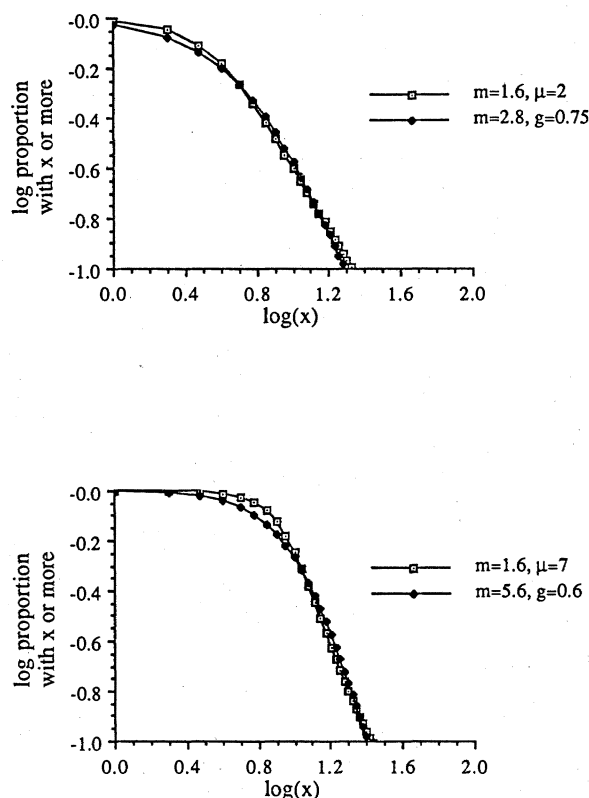 -0.0
-0.2
-0.4
-0.6
-0.8
-1.0
log proportion
with x or more
0.0 0.4 0.8 1.2 1.6 2.0
log(x)
m=1.6, μ=2
m=2.8, g=0.75
-0.0
-0.2
-0.4
-0.6
-0.8
-1.0
log proportion
with x or more
0.0 0.4 0.8 1.2 1.6 2.0
log(x)
m=1.6, μ=7
m=5.6, g=0.6